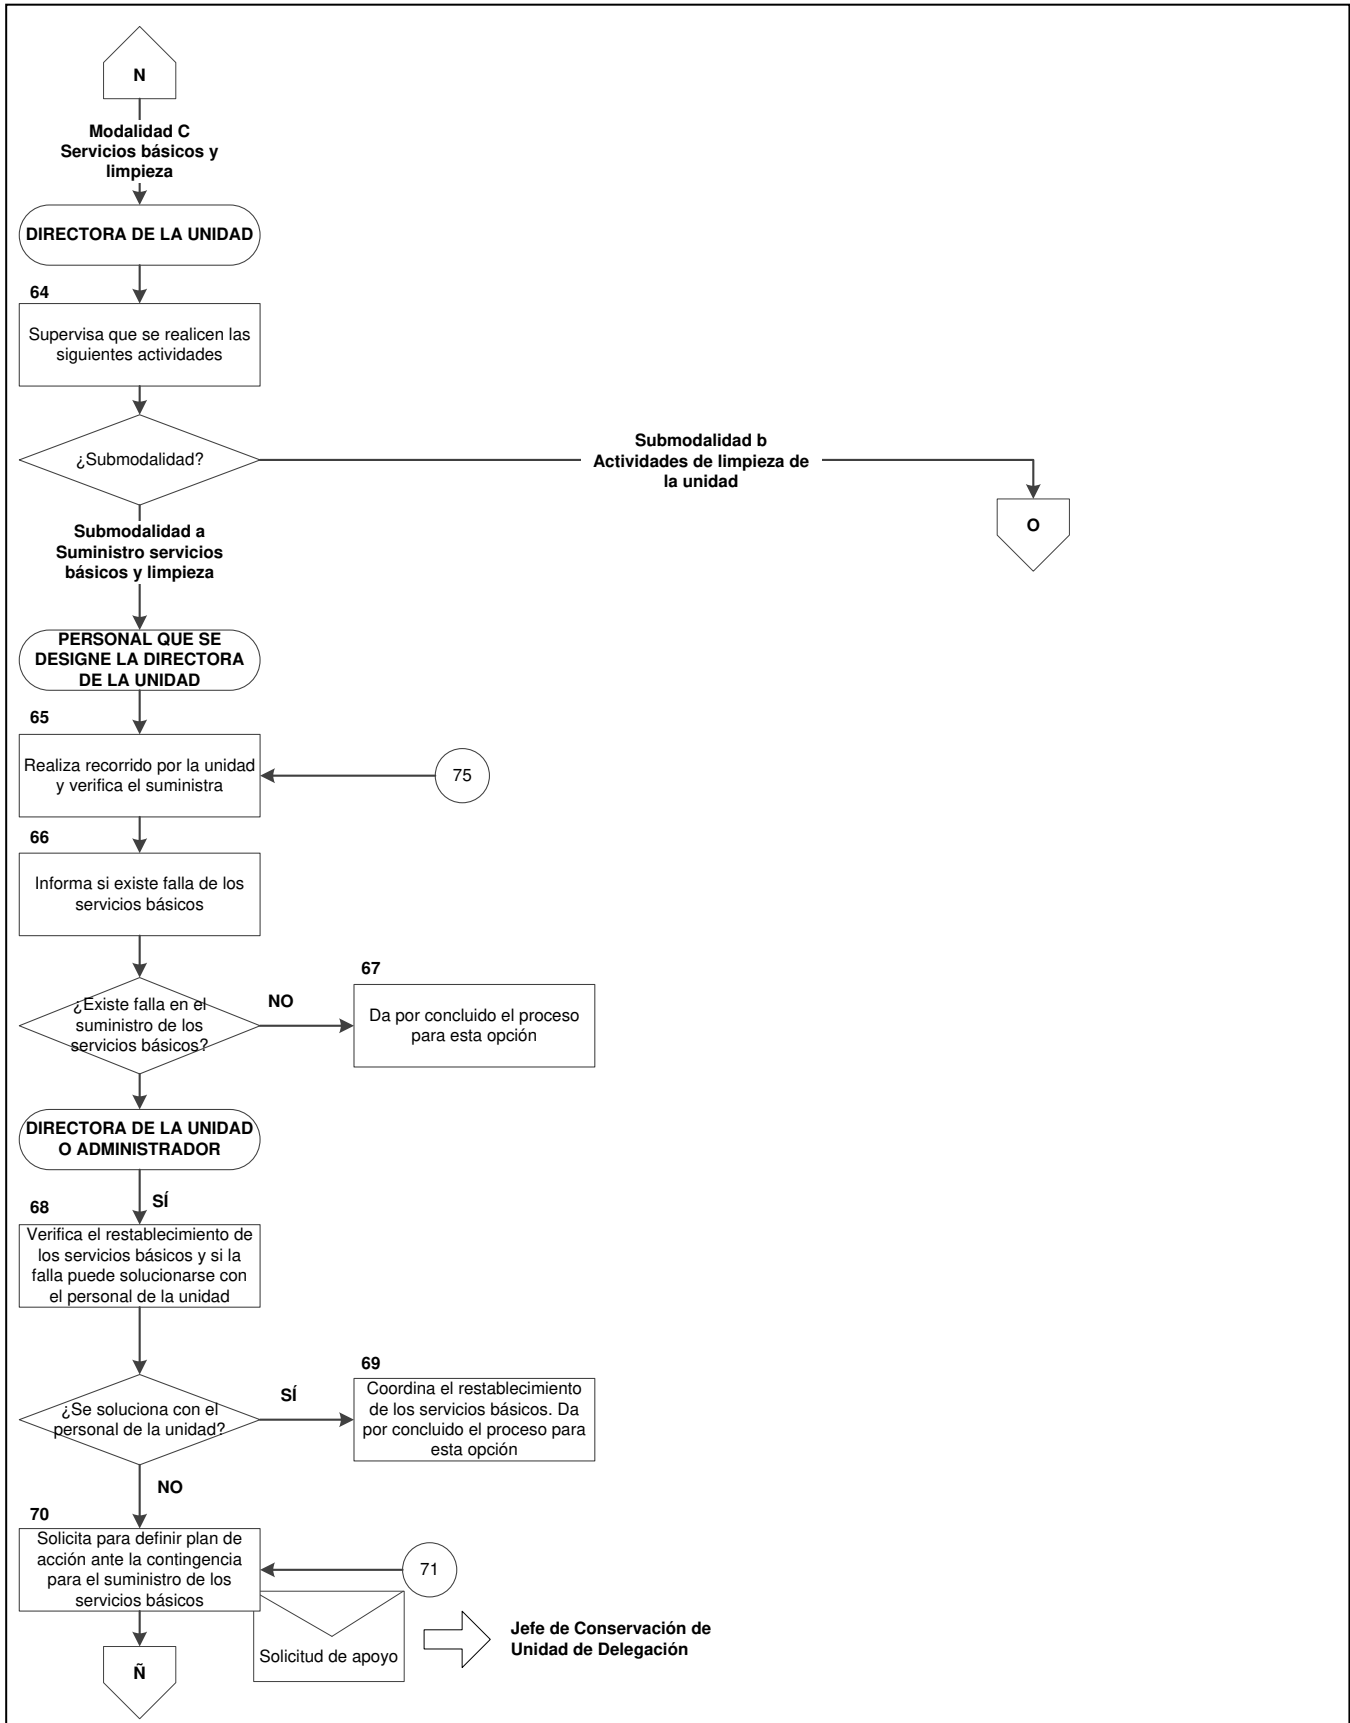 N
Modalidad C
Servicios básicos y
limpieza
DIRECTORA DE LA UNIDAD
64
Supervisa que se realicen las
siguientes actividades
¿Submodalidad?
Submodalidad b
Actividades de limpieza de
la unidad
O
Submodalidad a
Suministro servicios
básicos y limpieza
PERSONAL QUE SE
DESIGNE LA DIRECTORA
DE LA UNIDAD
65
Realiza recorrido por la unidad
y verifica el suministra
75
66
Informa si existe falla de los
servicios básicos
¿Existe falla en el
suministro de los
servicios básicos?
NO
67
Da por concluido el proceso
para esta opción
DIRECTORA DE LA UNIDAD
O ADMINISTRADOR
SÍ
68
Verifica el restablecimiento de
los servicios básicos y si la
falla puede solucionarse con
el personal de la unidad
¿Se soluciona con el
personal de la unidad?
SÍ
69
Coordina el restablecimiento
de los servicios básicos. Da
por concluido el proceso para
esta opción
NO
70
Solicita para definir plan de
acción ante la contingencia
para el suministro de los
servicios básicos
71
Solicitud de apoyo
Jefe de Conservación de
Unidad de Delegación
Ñ